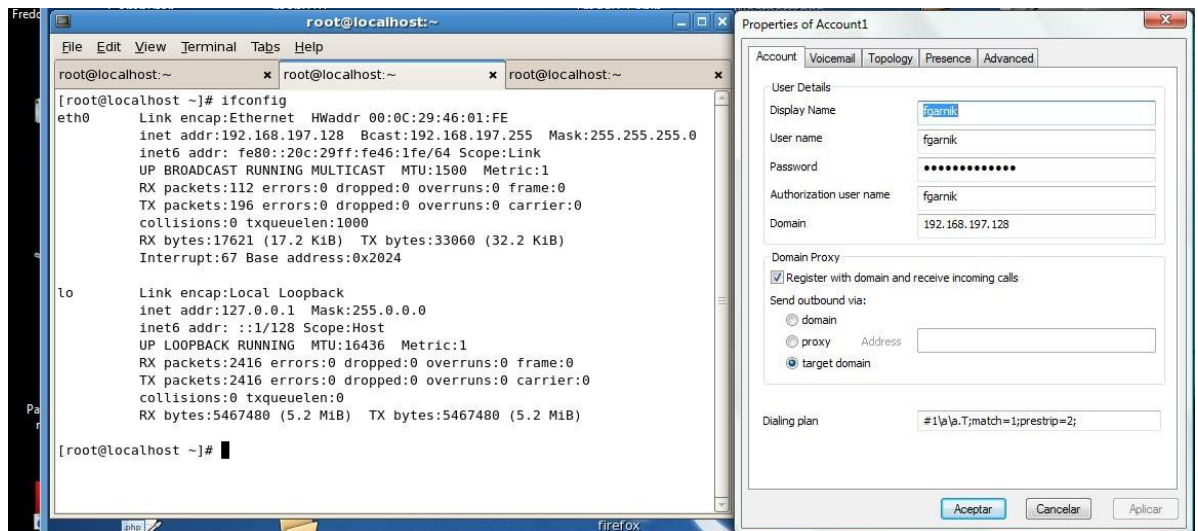 Fredd
root@localhost:~
File Edit View Terminal Tabs Help
root@localhost:~ root@localhost:~ root@localhost:~
[root@localhost ~]# ifconfig
eth0 Link encap:Ethernet HWaddr 00:0C:29:46:01:FE
inet addr:192.168.197.128 Bcast:192.168.197.255 Mask:255.255.255.0
inet6 addr: fe80::20c:29ff:fe46:1fe/64 Scope:Link
UP BROADCAST RUNNING MULTICAST MTU:1500 Metric:1
RX packets:112 errors:0 dropped:0 overruns:0 frame:0
TX packets:196 errors:0 dropped:0 overruns:0 carrier:0
collisions:0 txqueuelen:1000
RX bytes:17621 (17.2 KiB) TX bytes:33060 (32.2 KiB)
Interrupt:67 Base address:0x2024
lo Link encap:Local Loopback
inet addr:127.0.0.1 Mask:255.0.0.0
inet6 addr: ::1/128 Scope:Host
UP LOOPBACK RUNNING MTU:16436 Metric:1
RX packets:2416 errors:0 dropped:0 overruns:0 frame:0
TX packets:2416 errors:0 dropped:0 overruns:0 carrier:0
collisions:0 txqueuelen:0
RX bytes:5467480 (5.2 MiB) TX bytes:5467480 (5.2 MiB)
[root@localhost ~]#
Pa
php
firefox
Properties of Account1
Account Voicemail Topology Presence Advanced
User Details
Display Name fgarnik
User name fgarnik
Password ●●●●●●●●●●●●●
Authorization user name fgarnik
Domain 192.168.197.128
Domain Proxy
Register with domain and receive incoming calls
Send outbound via:
domain
proxy Address
target domain
Dialing plan #1\a\a.T;match=1;prestrip=2;
Aceptar Cancelar Aplicar